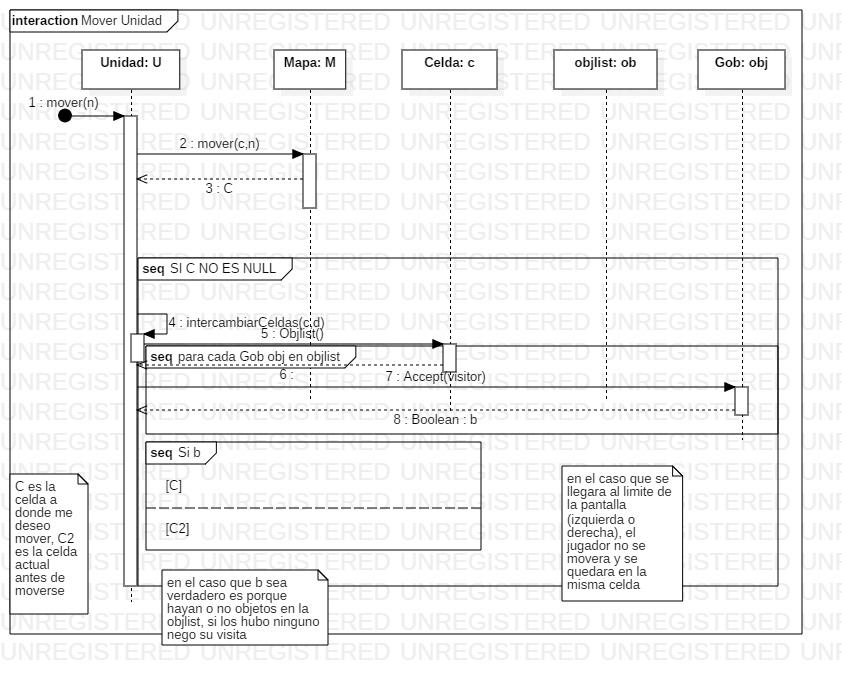 interaction Mover Unidad
Unidad: U
Mapa: M
Celda: c
objlist: ob
Gob: obj
1 : mover(n)
2 : mover(c,n)
3 : C
seq SI C NO ES NULL
4 : intercambiarCeldas(c,d)
5 : Objlist()
seq para cada Gob obj en objlist
6 :
7 : Accept(visitor)
8 : Boolean : b
seq Si b
[C]
[C2]
C es la
celda a
donde me
deseo
mover, C2
es la celda
actual
antes de
moverse
en el caso que se
llegara al limite de
la pantalla
(izquierda o
derecha), el
jugador no se
movera y se
quedara en la
misma celda
en el caso que b sea
verdadero es porque
hayan o no objetos en la
objlist, si los hubo ninguno
nego su visita
UNREGISTERED